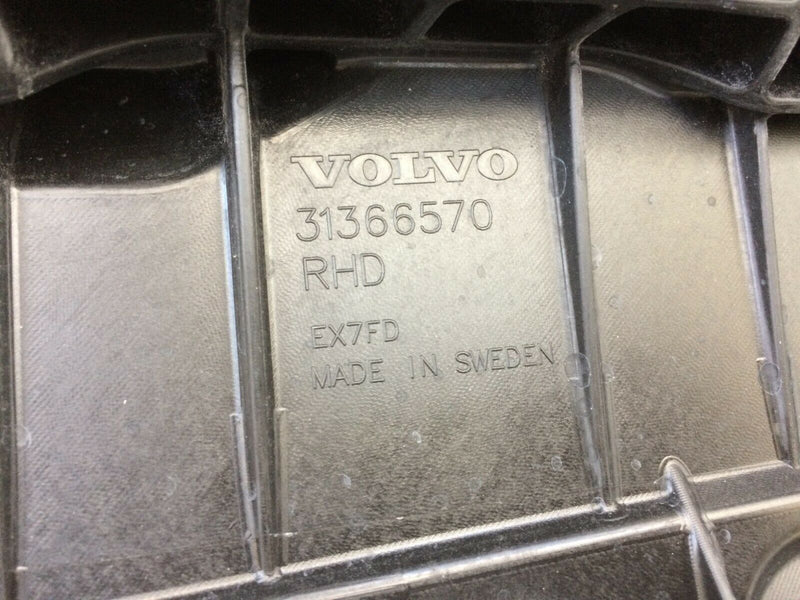 VOLVO
31366570
RHD
EX7FD
MADE IN SWEDEN